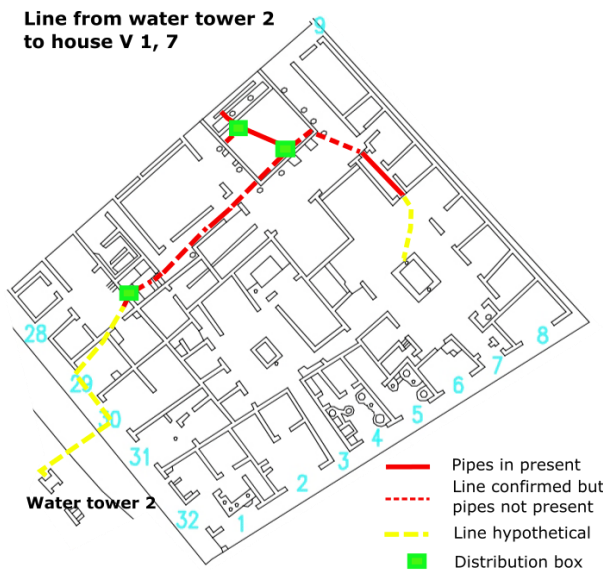 Line from water tower 2
to house V 1, 7
9
28
29
30
31
32
1
2
3
4
5
6
7
8
Water tower 2
Pipes in present
Line confirmed but
pipes not present
Line hypothetical
Distribution box